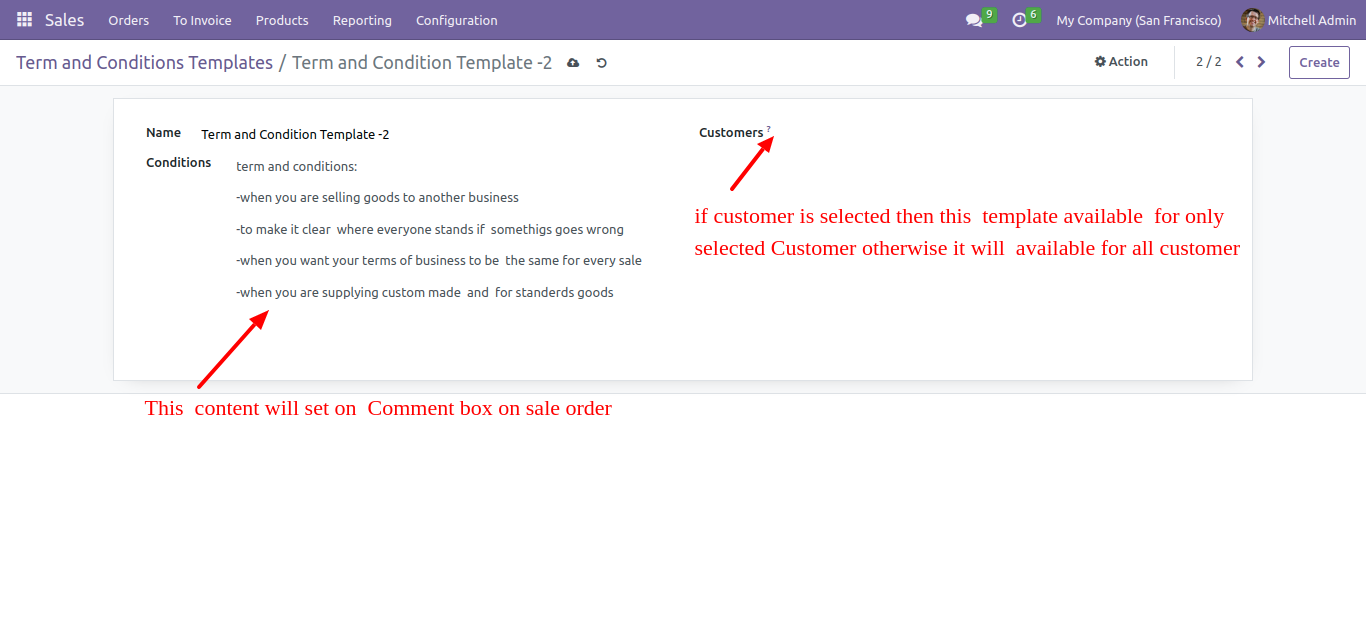 Sales Orders To Invoice Products Reporting Configuration 9 6 My Company (San Francisco) Mitchell Admin
Term and Conditions Templates / Term and Condition Template -2 Action 2 / 2 Create
Name Term and Condition Template -2 Customers ?
Conditions term and conditions:
-when you are selling goods to another business
-to make it clear where everyone stands if somethigs goes wrong
-when you want your terms of business to be the same for every sale
-when you are supplying custom made and for standerds goods
if customer is selected then this template available for only
selected Customer otherwise it will available for all customer
This content will set on Comment box on sale order